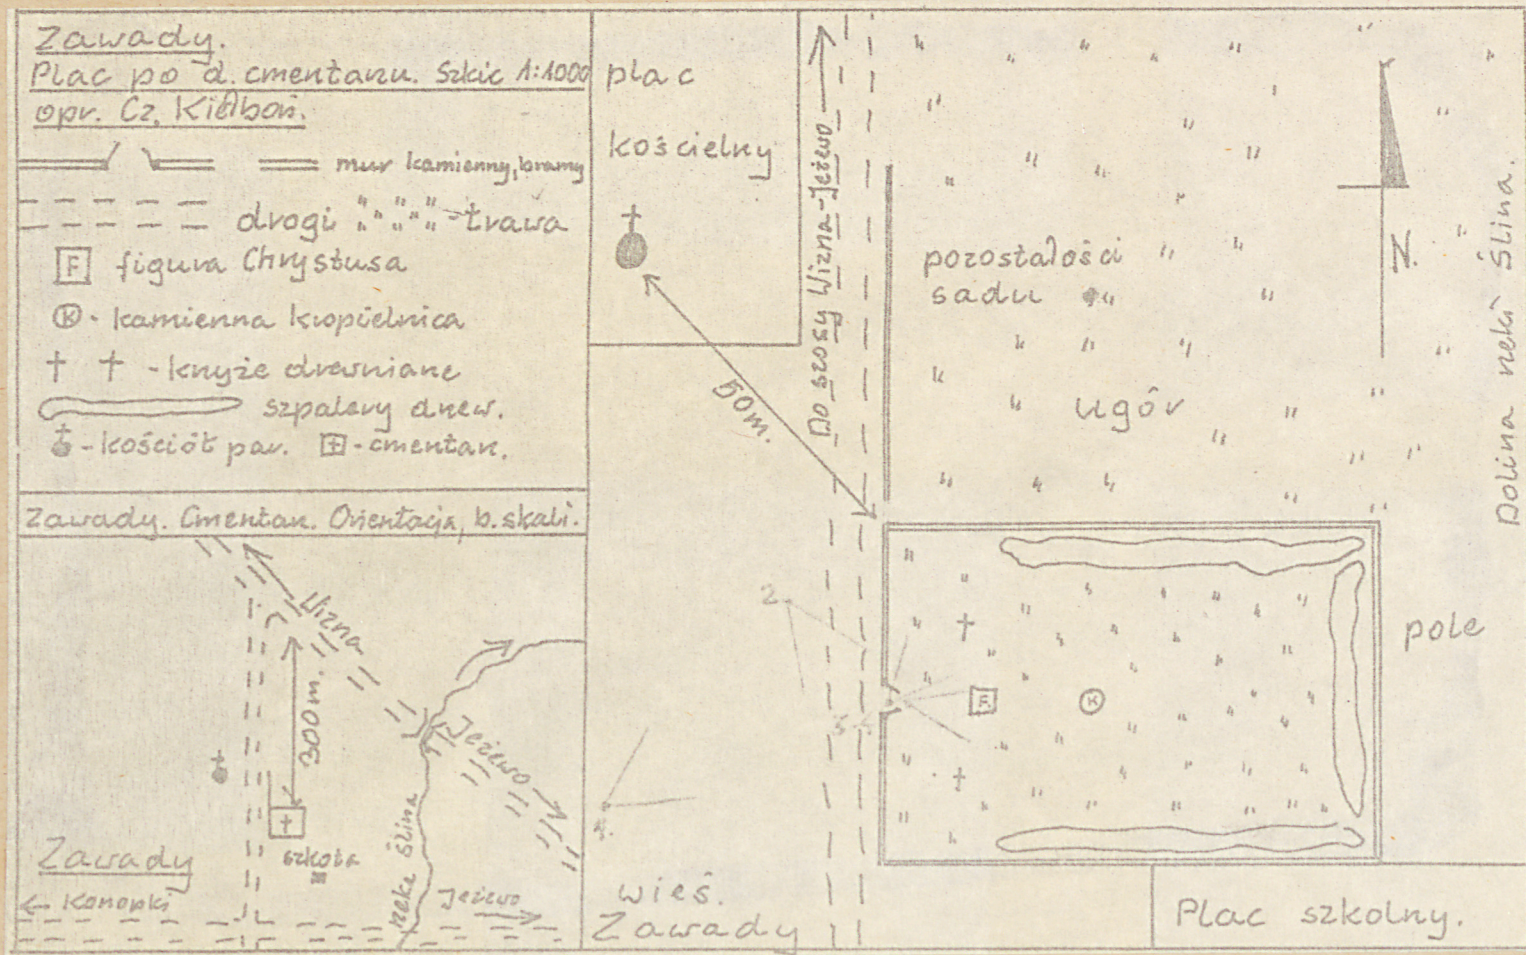 Zawady.
Plac po d. cmentarzu. Szkic 1:1000
opr. Cz. Kiełboń.
mur kamienny, bramy
drogi - trawa
F figura Chrystusa
K - kamienna kropielnica
- krzyże drewniane
szpalery drzew.
- kościół par. - cmentarz.
Zawady. Cmentarz. Orientacja, b. skali.
Wizna
300 m.
Jeżewo
rzeka Ślina
szkoła
Zawady
← Konopki
Jeżewo
plac
kościelny
Do szosy Wizna-Jeżewo
50 m.
pozostałości
sadu
ugór
N.
Dolina rzeki Ślina.
2.
3.
F
K
pole
1.
wieś.
Zawady
Plac szkolny.